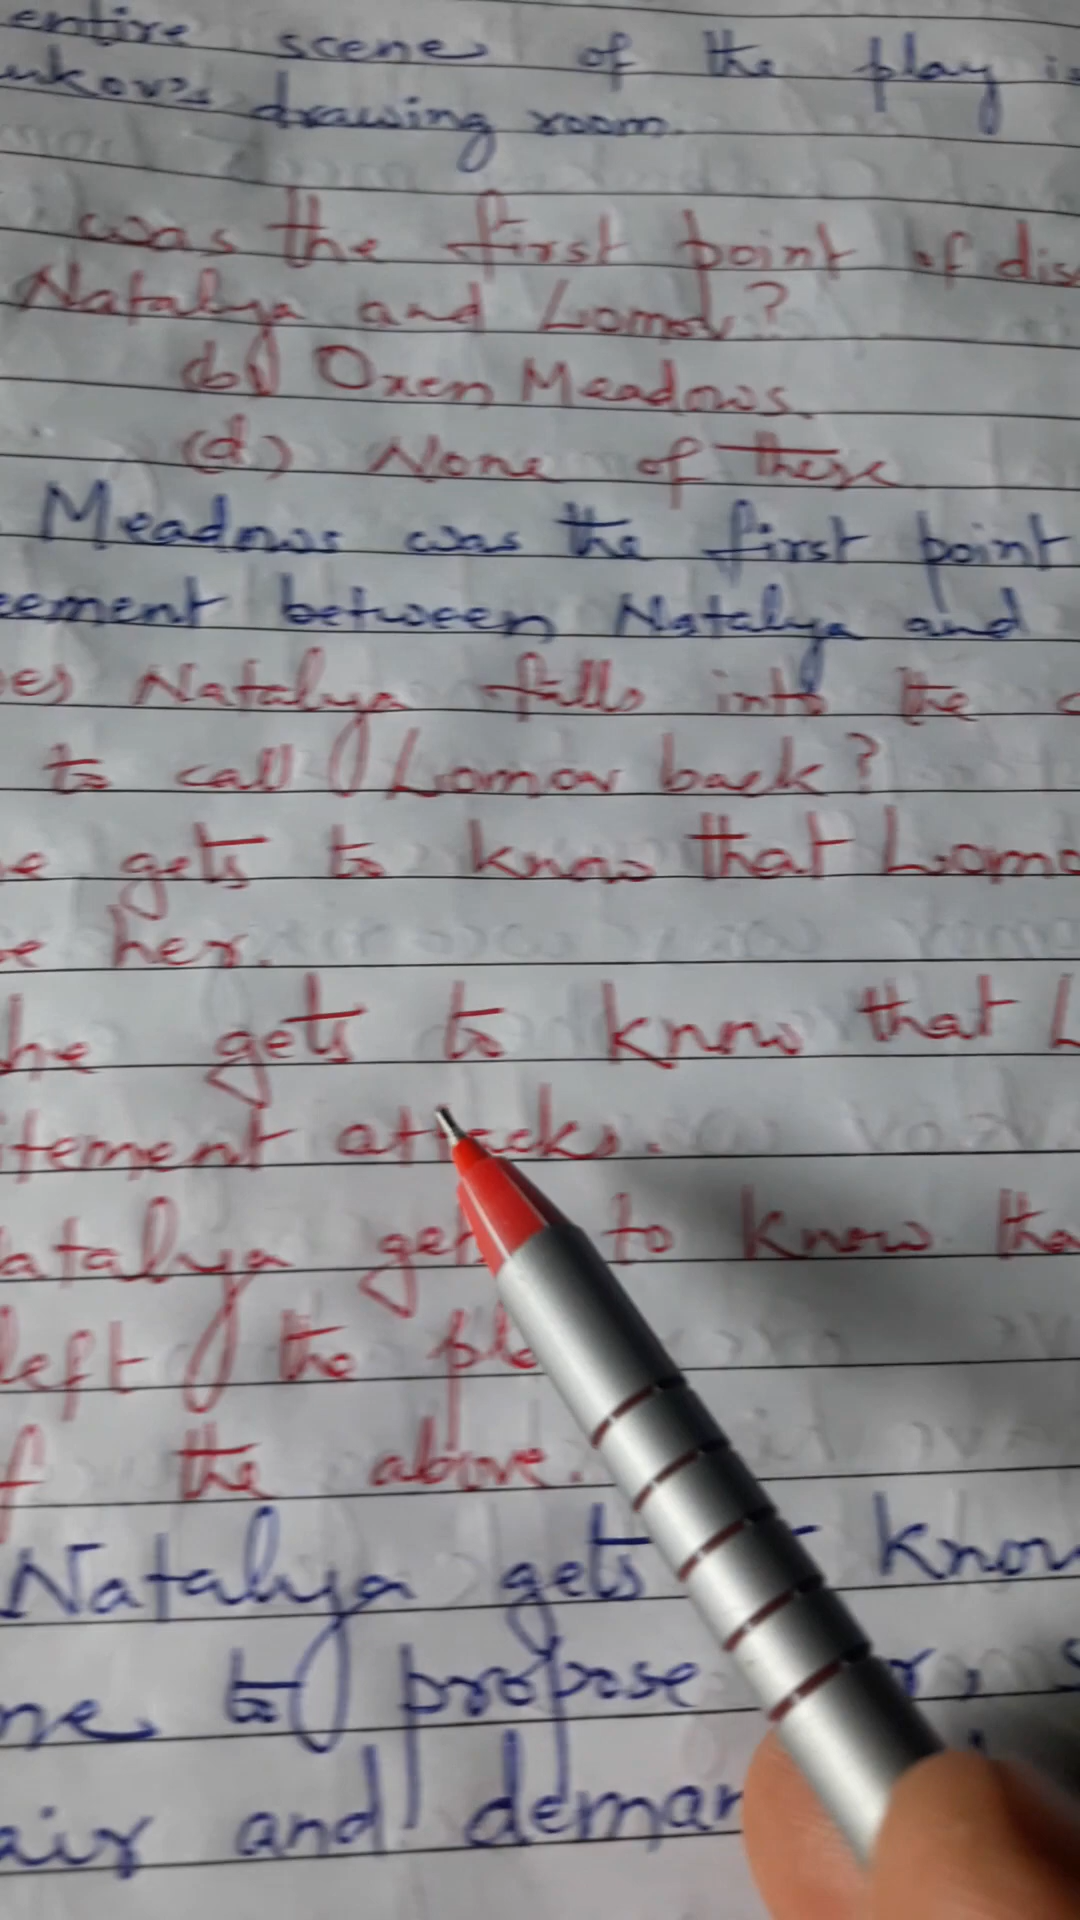 entire scene of the play is
ukov's drawing room.
was the first point of dis
Natalya and Lomov?
(b) Oxen Meadows.
(d) None of these
Meadows was the first point
eement between Natalya and
es) Natalya falls into the c
to call Lomov back?
e gets to know that Lomo
e her.
he gets to know that L
itement attacks.
atalya gets to know tha
left the pl
f the above.
Natalya gets know
me to propose r, s
air and deman